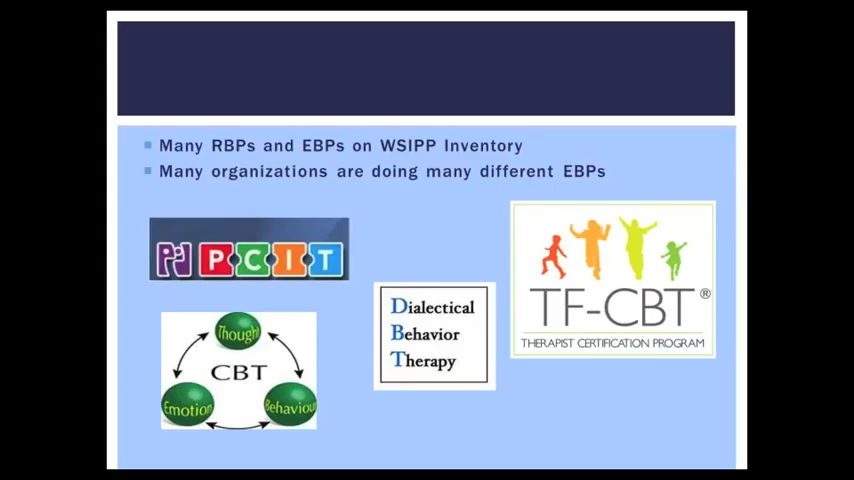 Many RBPs and EBPs on WSIPP Inventory
Many organizations are doing many different EBPs
PCIT
TF-CBT®
THERAPIST CERTIFICATION PROGRAM
Dialectical
Behavior
Therapy
Thought
CBT
Emotion
Behaviour